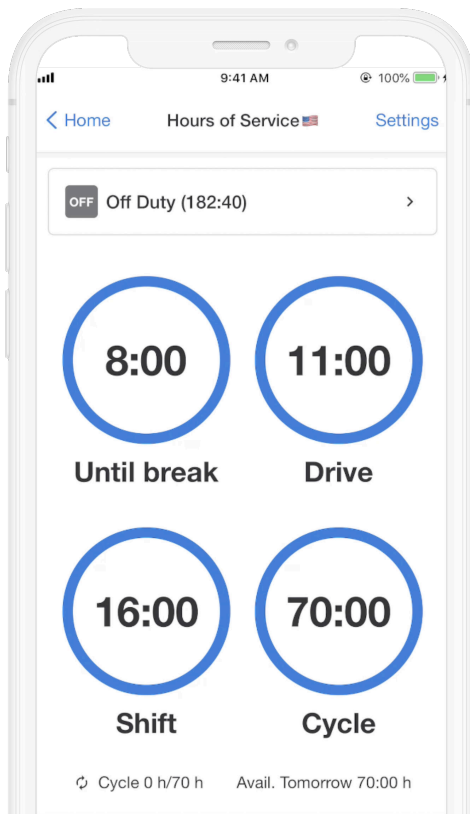 9:41 AM 100%
Home Hours of Service Settings
OFF Off Duty (182:40)
8:00 11:00
Until break Drive
16:00 70:00
Shift Cycle
Cycle 0 h/70 h Avail. Tomorrow 70:00 h